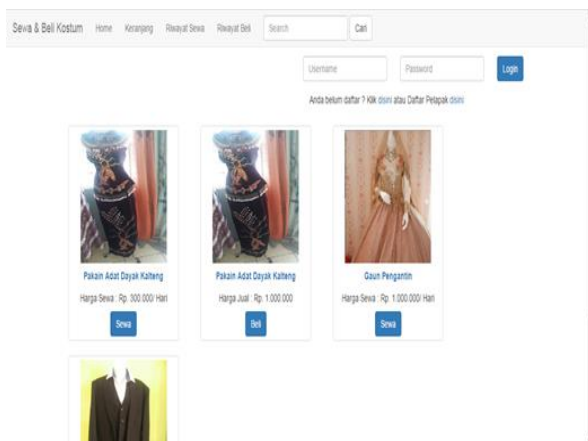 Sewa & Beli Kostum Home Keranjang Riwayat Sewa Riwayat Beli Search Cari
Username Password Login
Anda belum daftar ? Klik disini atau Daftar Pelapak disini
Pakain Adat Dayak Kalteng
Harga Sewa : Rp. 300.000/ Hari
Sewa
Pakain Adat Dayak Kalteng
Harga Jual : Rp. 1.000.000
Beli
Gaun Pengantin
Harga Sewa : Rp. 1.000.000/ Hari
Sewa